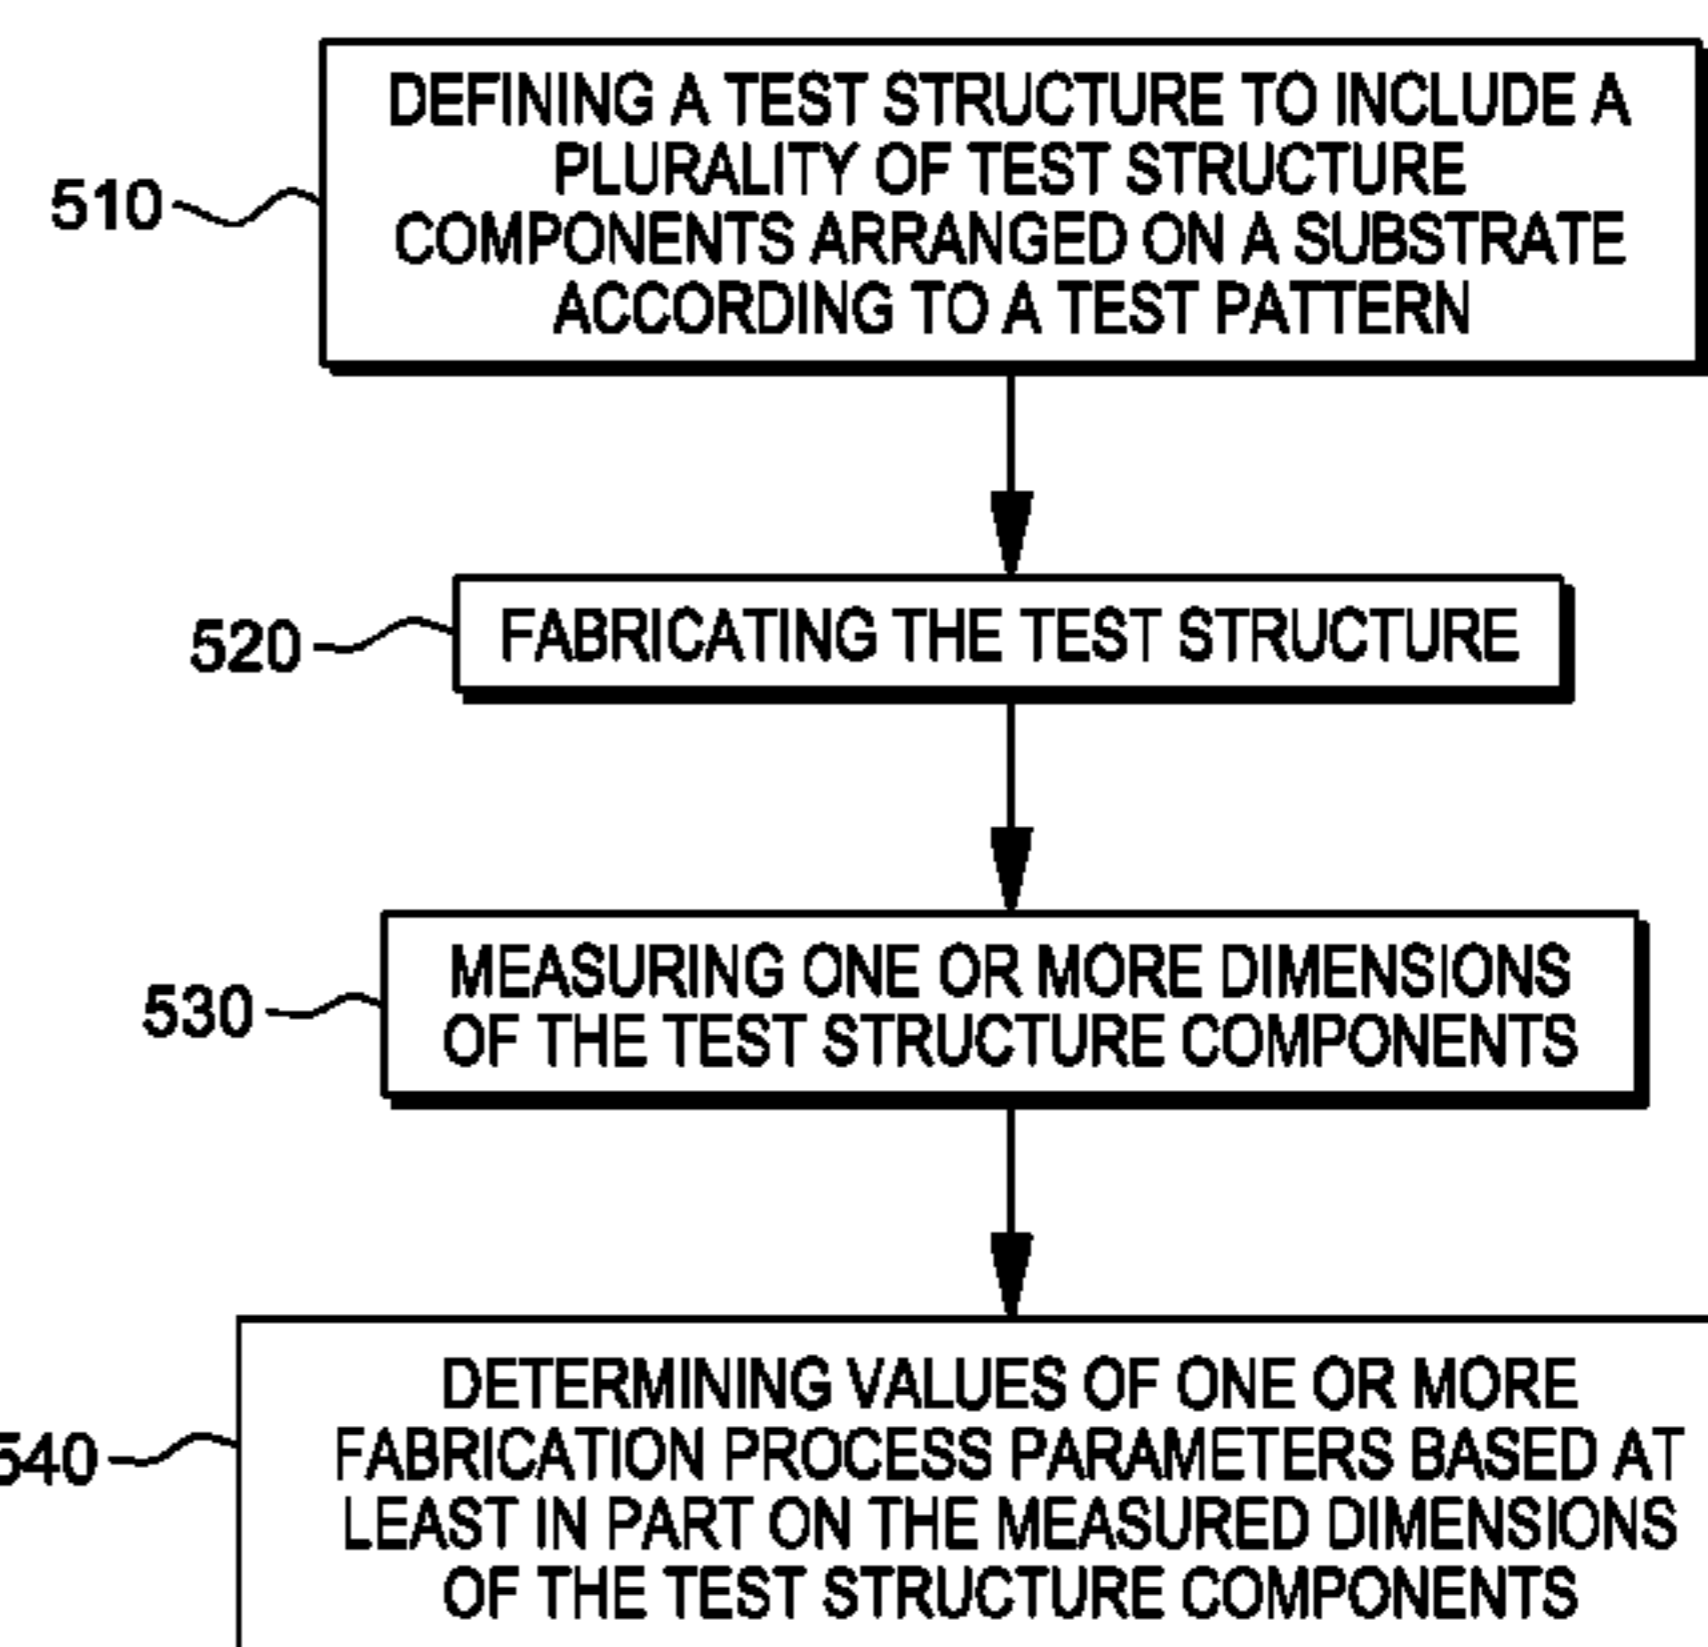 DEFINING A TEST STRUCTURE TO INCLUDE A
PLURALITY OF TEST STRUCTURE
COMPONENTS ARRANGED ON A SUBSTRATE
ACCORDING TO A TEST PATTERN
510
FABRICATING THE TEST STRUCTURE
520
MEASURING ONE OR MORE DIMENSIONS
OF THE TEST STRUCTURE COMPONENTS
530
DETERMINING VALUES OF ONE OR MORE
FABRICATION PROCESS PARAMETERS BASED AT
LEAST IN PART ON THE MEASURED DIMENSIONS
OF THE TEST STRUCTURE COMPONENTS
540